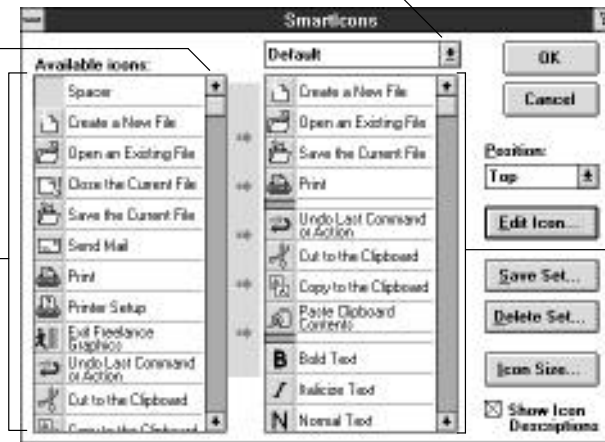 SmartIcons
Available icons:
Spacer
Create a New File
Open an Existing File
Close the Current File
Save the Current File
Send Mail
Print
Printer Setup
Exit Freelance
Graphics
Undo Last Command
or Action
Cut to the Clipboard
Copy to the Clipboard
Default
Create a New File
Open an Existing File
Save the Current File
Print
Undo Last Command
or Action
Cut to the Clipboard
Copy to the Clipboard
Paste Clipboard
Contents
B Bold Text
I Italicize Text
N Normal Text
OK
Cancel
Position:
Top
Edit Icon...
Save Set...
Delete Set...
Icon Size...
Show Icon
Descriptions